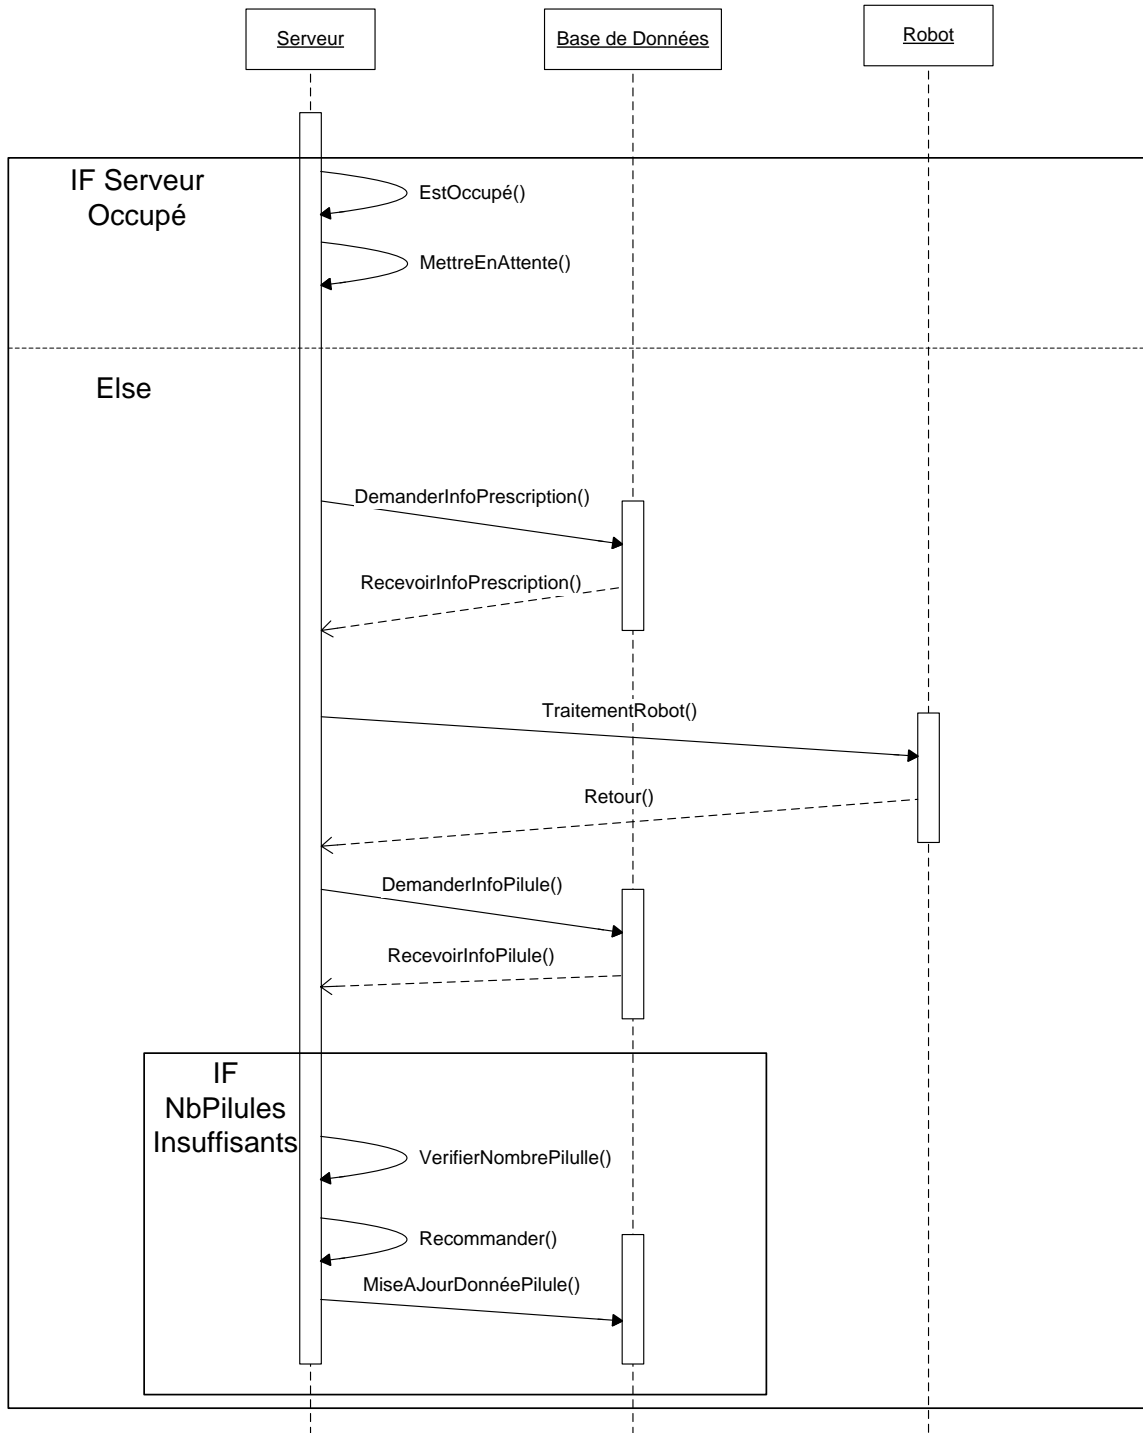 Serveur
Base de Données
Robot
IF Serveur
Occupé
EstOccupé()
MettreEnAttente()
Else
DemanderInfoPrescription()
RecevoirInfoPrescription()
TraitementRobot()
Retour()
DemanderInfoPilule()
RecevoirInfoPilule()
IF
NbPilules
Insuffisants
VerifierNombrePilulle()
Recommander()
MiseAJourDonnéePilule()